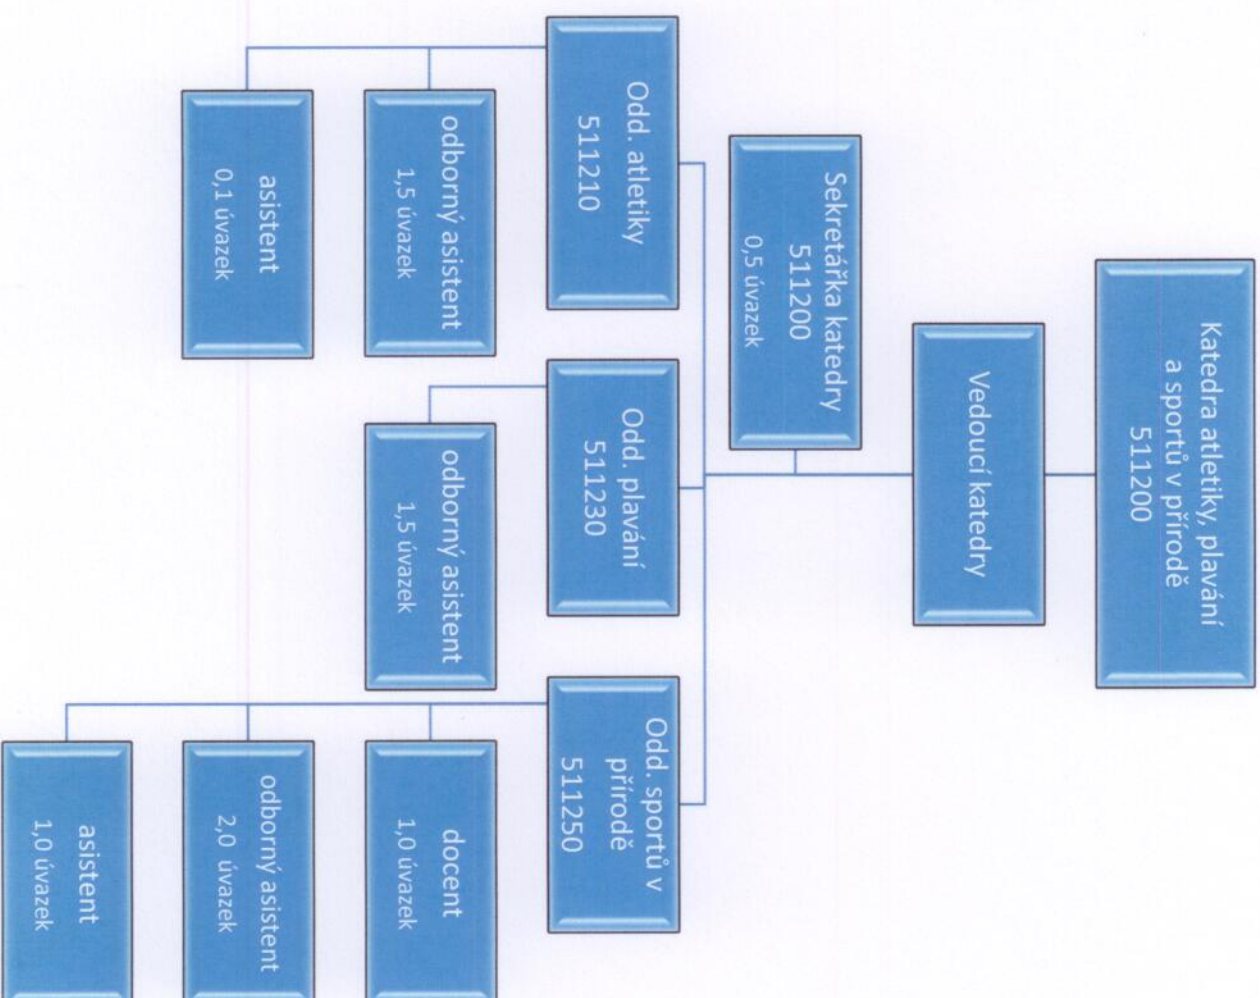 Katedra atletiky, plavání
a sportů v přírodě
511200
Vedoucí katedry
Sekretářka katedry
511200
0,5 úvazek
Odd. atletiky
511210
odborný asistent
1,5 úvazek
asistent
0,1 úvazek
Odd. plavání
511230
odborný asistent
1,5 úvazek
Odd. sportů v
přírodě
511250
docent
1,0 úvazek
odborný asistent
2,0 úvazek
asistent
1,0 úvazek